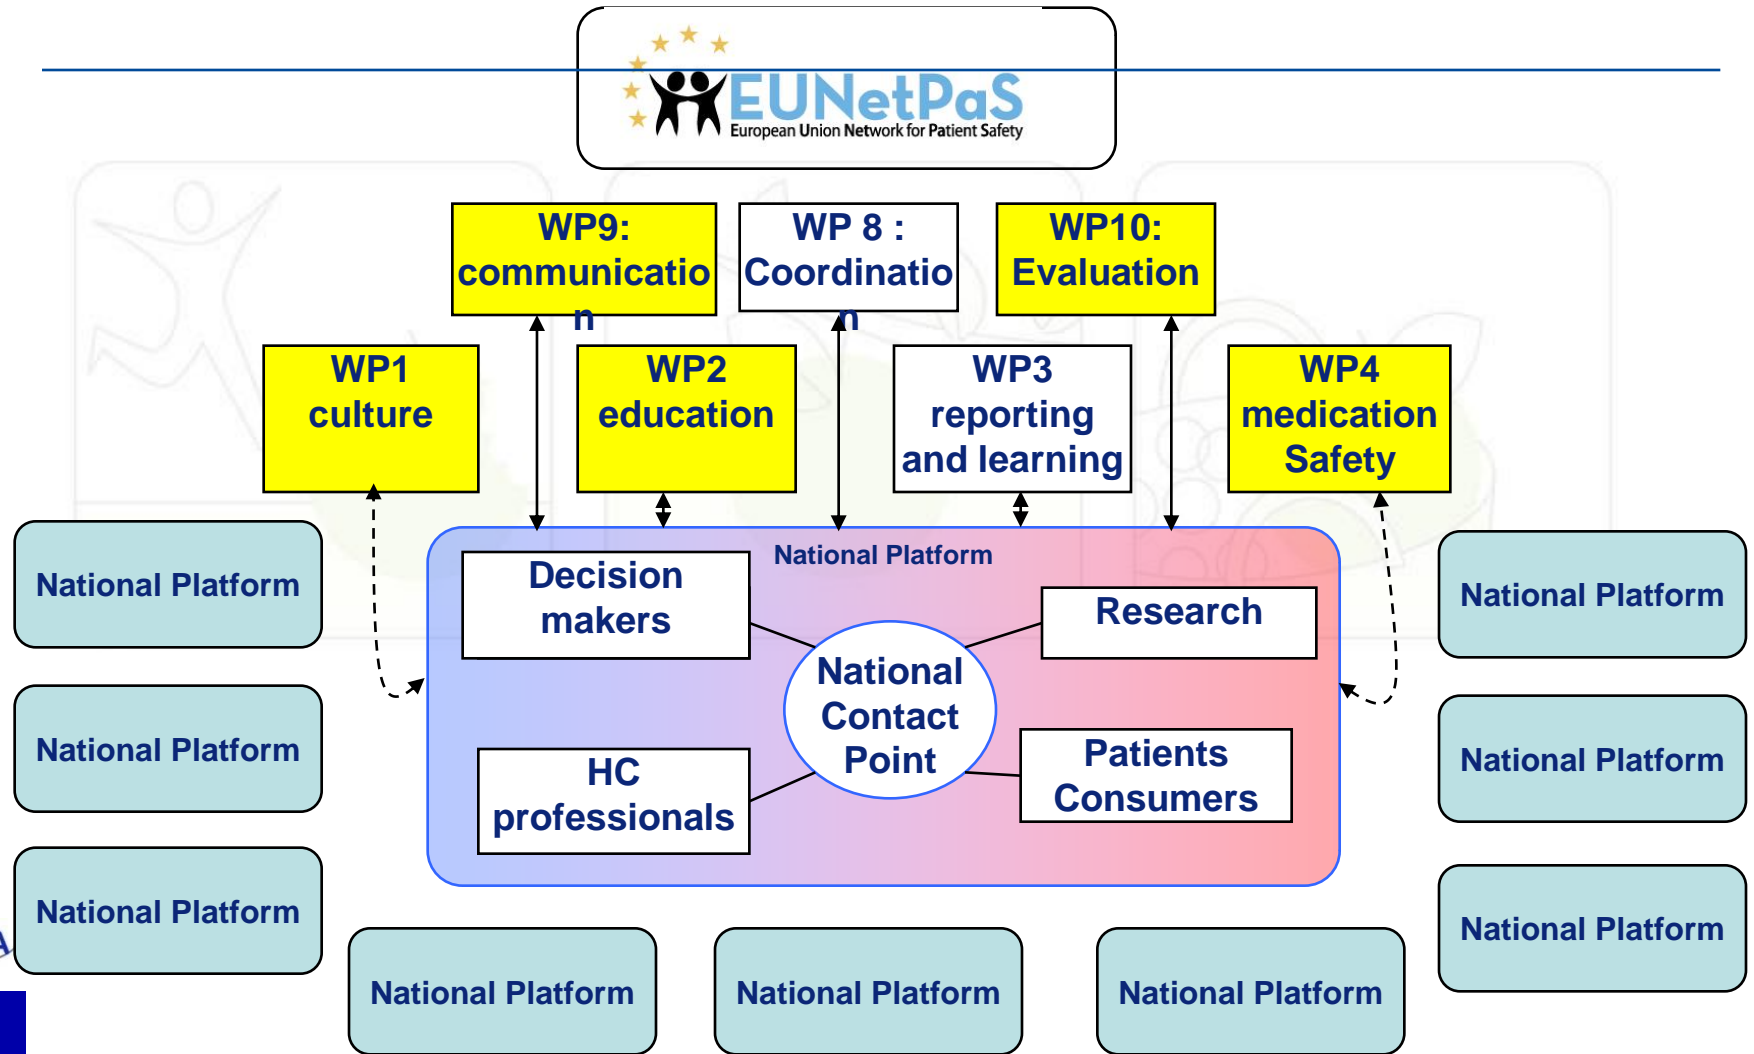 EUNetPaS
European Union Network for Patient Safety
WP9:
communicatio
n
WP 8 :
Coordinatio
n
WP10:
Evaluation
WP1
culture
WP2
education
WP3
reporting
and learning
WP4
medication
Safety
National Platform
Decision
makers
Research
National
Contact
Point
HC
professionals
Patients
Consumers
National Platform
National Platform
National Platform
National Platform
National Platform
National Platform
National Platform
National Platform
National Platform
A